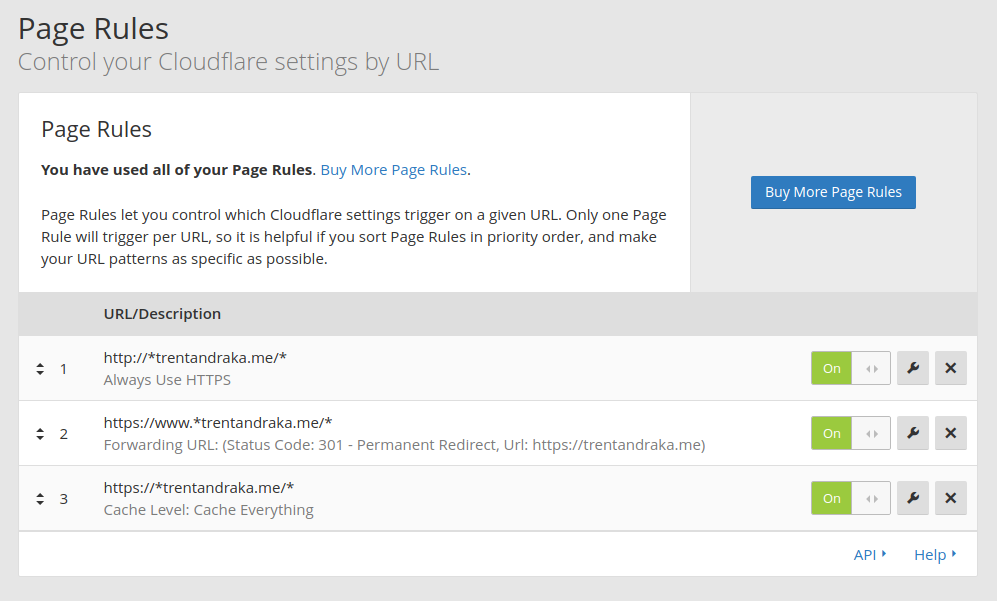 Page Rules
Control your Cloudflare settings by URL
Page Rules
You have used all of your Page Rules. Buy More Page Rules.
Buy More Page Rules
Page Rules let you control which Cloudflare settings trigger on a given URL. Only one Page
Rule will trigger per URL, so it is helpful if you sort Page Rules in priority order, and make
your URL patterns as specific as possible.
URL/Description
1 http://*trentandraka.me/* On
Always Use HTTPS
2 https://www.*trentandraka.me/* On
Forwarding URL: (Status Code: 301 - Permanent Redirect, Url: https://trentandraka.me)
3 https://*trentandraka.me/* On
Cache Level: Cache Everything
API Help